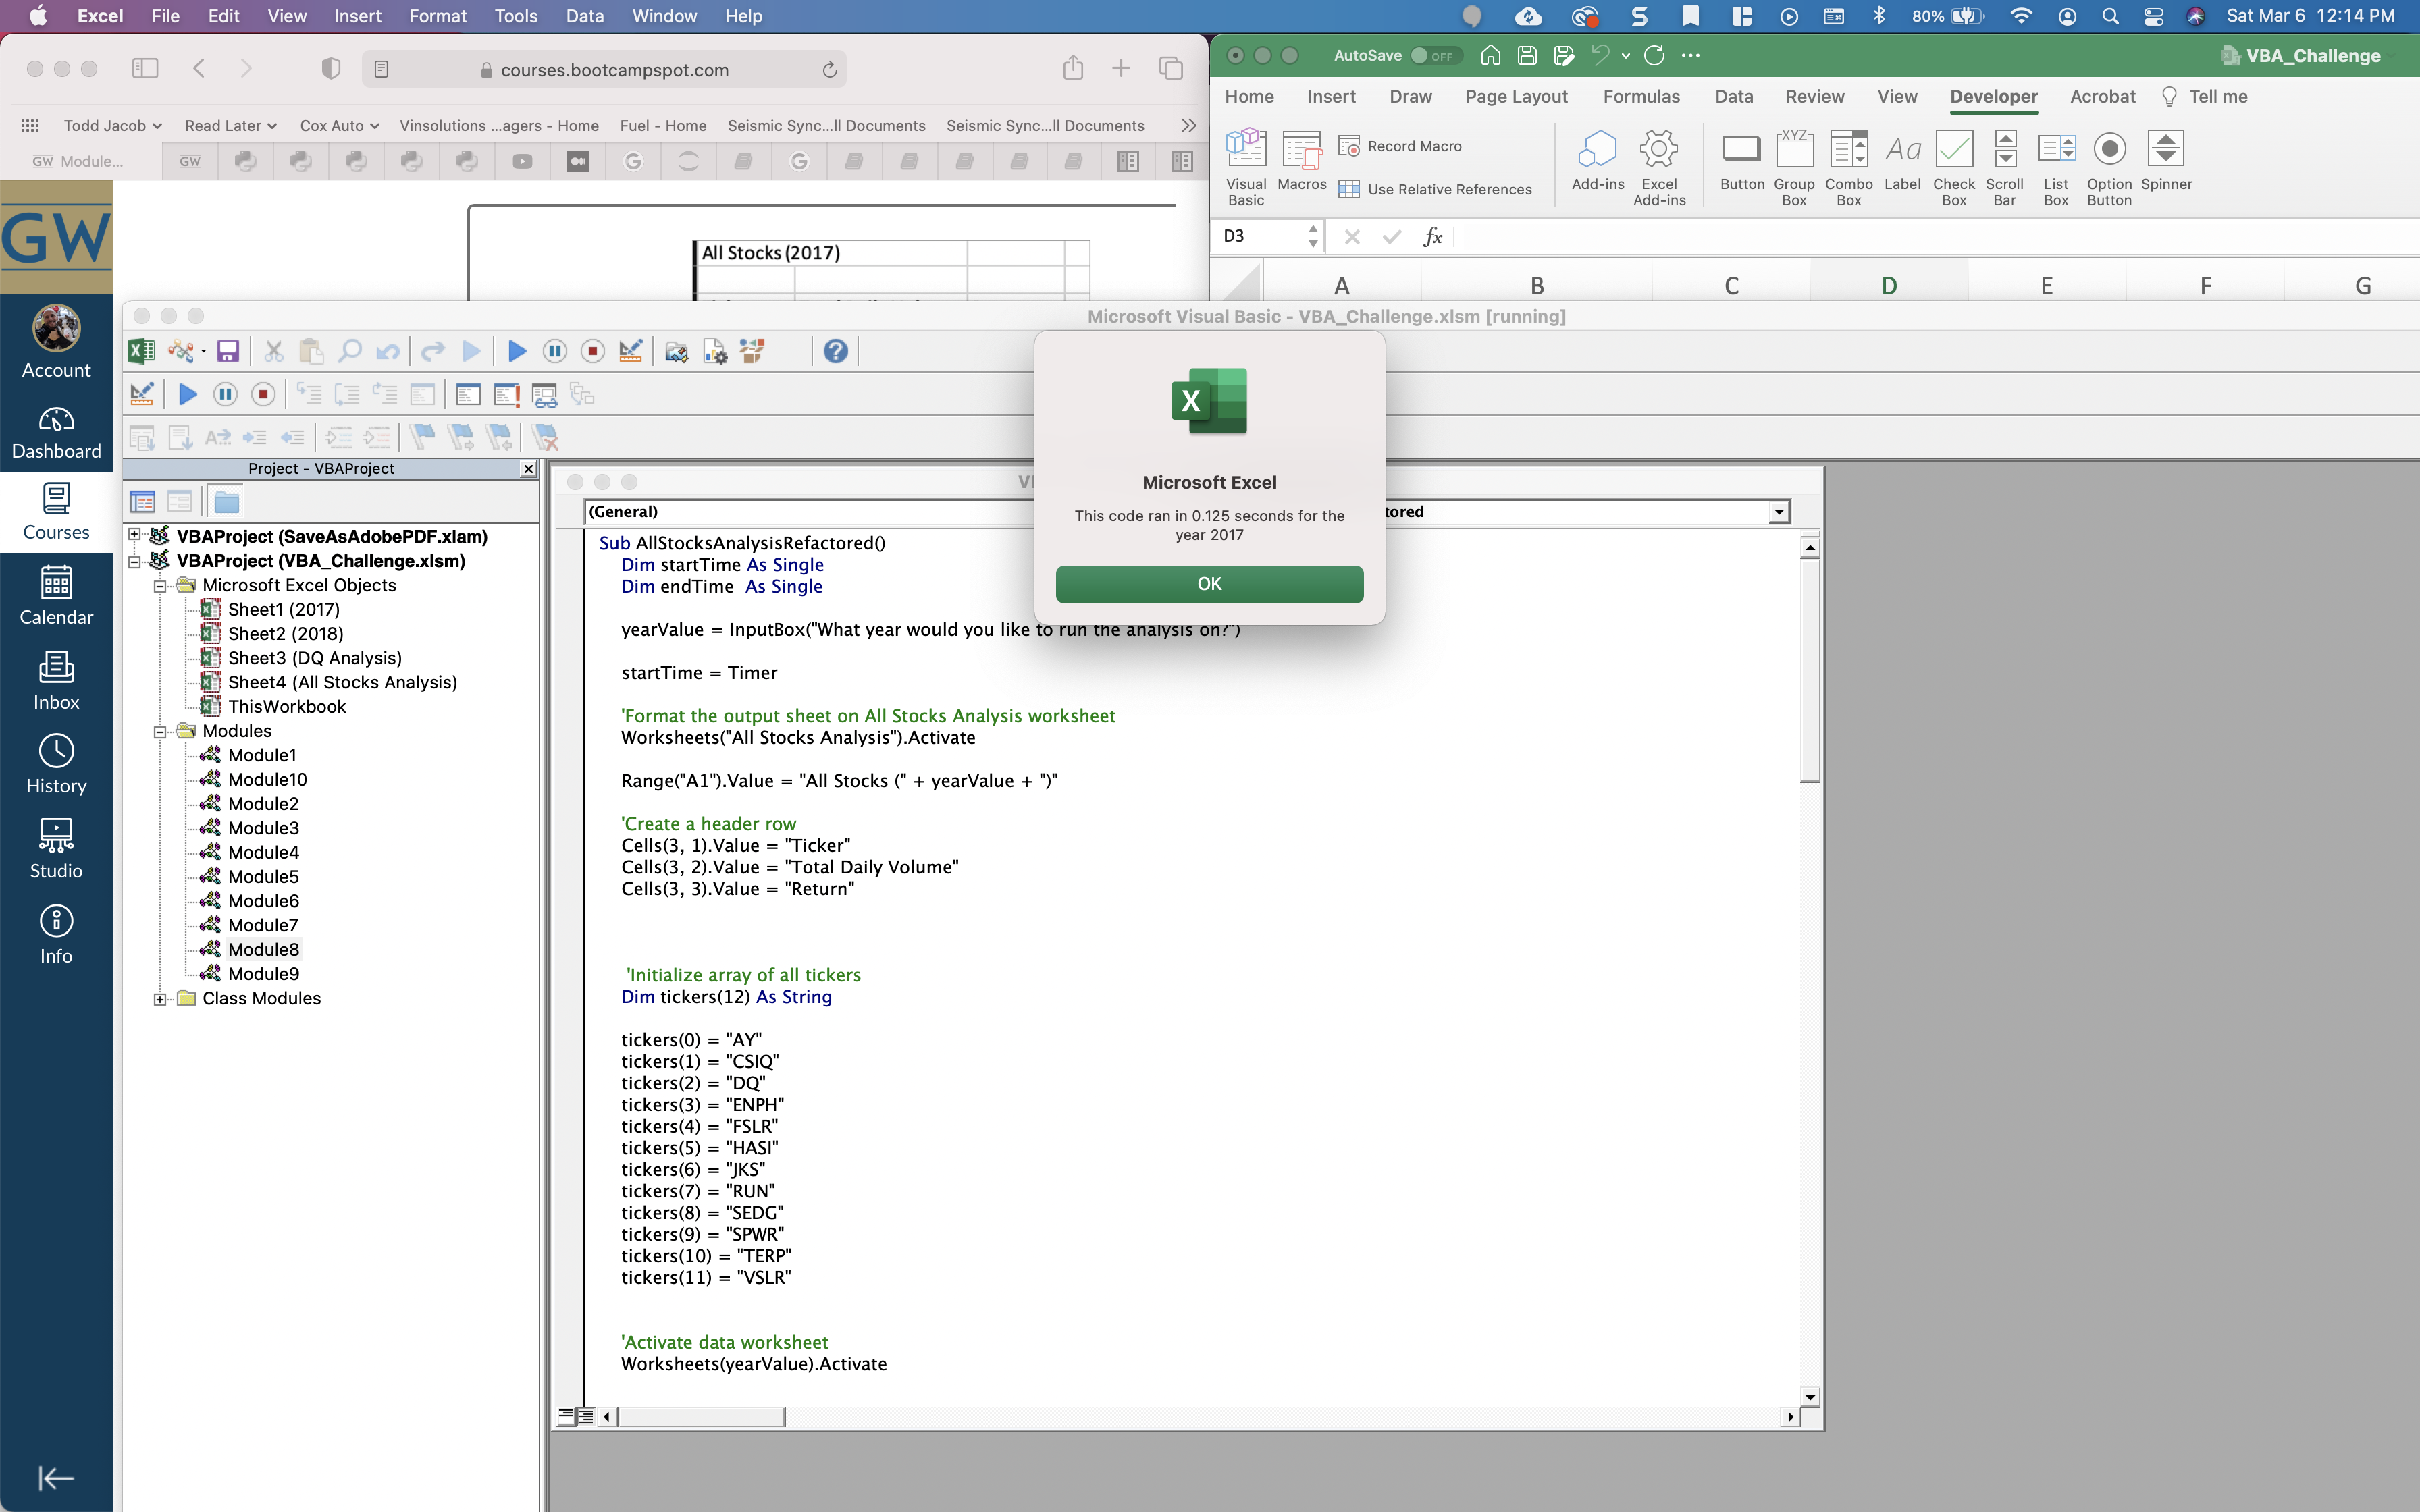 Excel File Edit View Insert Format Tools Data Window Help
80%
Sat Mar 6 12:14 PM
courses.bootcampspot.com
Todd Jacob Read Later Cox Auto Vinsolutions ...agers - Home Fuel - Home Seismic Sync...ll Documents Seismic Sync...ll Documents
GW Module...
GW
GW
Account
Dashboard
Courses
Calendar
Inbox
History
Studio
Info
All Stocks (2017)
AutoSave OFF
VBA_Challenge
Home Insert Draw Page Layout Formulas Data Review View Developer Acrobat Tell me
Visual Basic
Macros
Record Macro
Use Relative References
Add-ins
Excel Add-ins
Button
Group Box
Combo Box
Label
Check Box
Scroll Bar
List Box
Option Button
Spinner
D3
fx
A B C D E F G
Microsoft Visual Basic - VBA_Challenge.xlsm [running]
Project - VBAProject
VBAProject (SaveAsAdobePDF.xlam)
VBAProject (VBA_Challenge.xlsm)
Microsoft Excel Objects
Sheet1 (2017)
Sheet2 (2018)
Sheet3 (DQ Analysis)
Sheet4 (All Stocks Analysis)
ThisWorkbook
Modules
Module1
Module10
Module2
Module3
Module4
Module5
Module6
Module7
Module8
Module9
Class Modules
Microsoft Excel
This code ran in 0.125 seconds for the
year 2017
OK
(General)
Sub AllStocksAnalysisRefactored()
Dim startTime As Single
Dim endTime  As Single
yearValue = InputBox("What year would you like to run the analysis on?")
startTime = Timer
'Format the output sheet on All Stocks Analysis worksheet
Worksheets("All Stocks Analysis").Activate
Range("A1").Value = "All Stocks (" + yearValue + ")"
'Create a header row
Cells(3, 1).Value = "Ticker"
Cells(3, 2).Value = "Total Daily Volume"
Cells(3, 3).Value = "Return"
'Initialize array of all tickers
Dim tickers(12) As String
tickers(0) = "AY"
tickers(1) = "CSIQ"
tickers(2) = "DQ"
tickers(3) = "ENPH"
tickers(4) = "FSLR"
tickers(5) = "HASI"
tickers(6) = "JKS"
tickers(7) = "RUN"
tickers(8) = "SEDG"
tickers(9) = "SPWR"
tickers(10) = "TERP"
tickers(11) = "VSLR"
'Activate data worksheet
Worksheets(yearValue).Activate